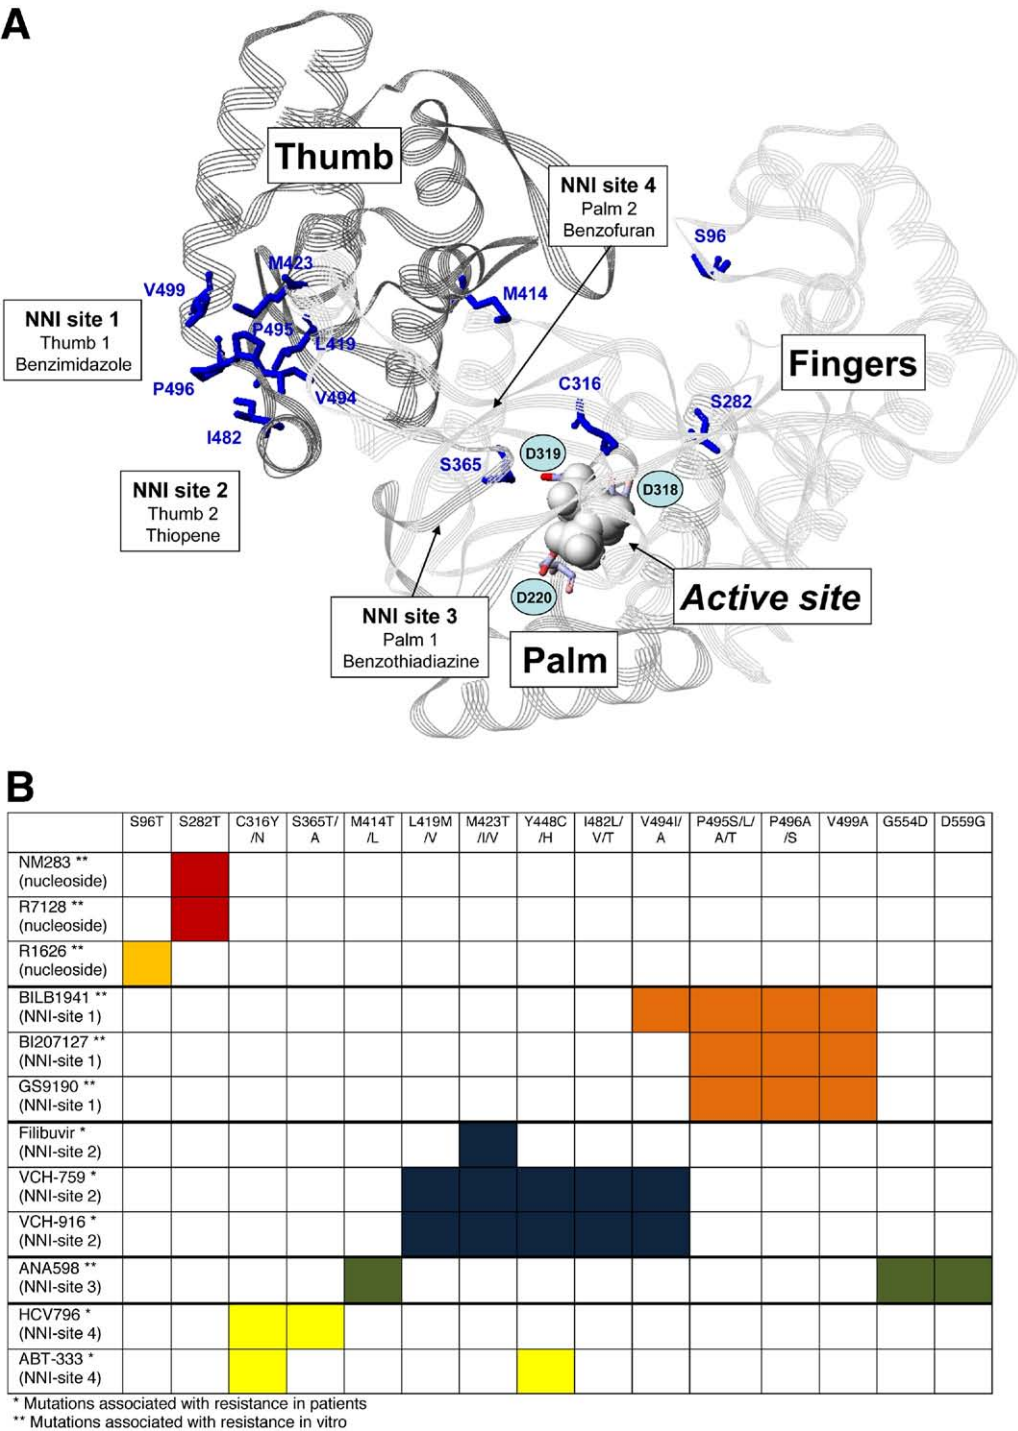 A
Thumb
NNI site 4
Palm 2
Benzofuran
S96
M423
V499
M414
NNI site 1
Thumb 1
Benzimidazole
P495
L419
Fingers
P496
V494
C316
S282
I482
S365
D319
D318
NNI site 2
Thumb 2
Thiopene
D220
Active site
NNI site 3
Palm 1
Benzothiadiazine
Palm
B
S96T S282T C316Y S365T/ M414T L419M M423T Y448C I482L/ V494I/ P495S/L/ P496A V499A G554D D559G
/N A /L /V /I/V /H V/T A A/T /S
NM283 **
(nucleoside)
R7128 **
(nucleoside)
R1626 **
(nucleoside)
BILB1941 **
(NNI-site 1)
BI207127 **
(NNI-site 1)
GS9190 **
(NNI-site 1)
Filibuvir *
(NNI-site 2)
VCH-759 *
(NNI-site 2)
VCH-916 *
(NNI-site 2)
ANA598 **
(NNI-site 3)
HCV796 *
(NNI-site 4)
ABT-333 *
(NNI-site 4)
* Mutations associated with resistance in patients
** Mutations associated with resistance in vitro